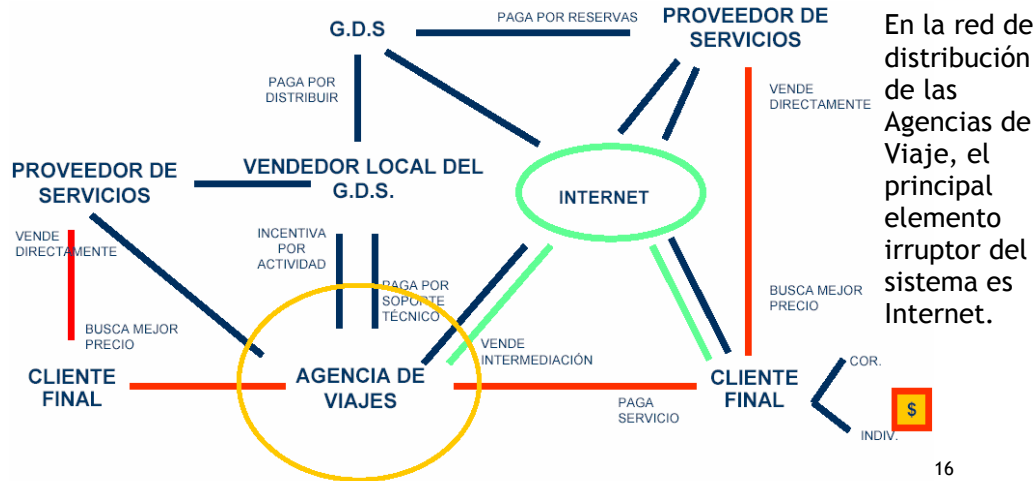 G.D.S
PAGA POR RESERVAS
PROVEEDOR DE
SERVICIOS
En la red de
distribución
de las
Agencias de
Viaje, el
principal
elemento
irruptor del
sistema es
Internet.
PAGA POR
DISTRIBUIR
VENDE
DIRECTAMENTE
PROVEEDOR DE
SERVICIOS
VENDEDOR LOCAL DEL
G.D.S.
INTERNET
VENDE
DIRECTAMENTE
INCENTIVA
POR
ACTIVIDAD
PAGA POR
SOPORTE
TÉCNICO
BUSCA MEJOR
PRECIO
BUSCA MEJOR
PRECIO
VENDE
INTERMEDIACIÓN
CLIENTE
FINAL
AGENCIA DE
VIAJES
PAGA
SERVICIO
CLIENTE
FINAL
COR.
$
INDIV.
16